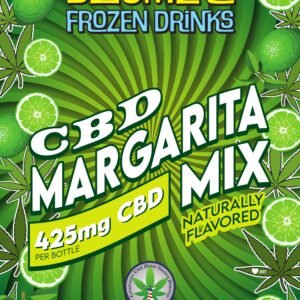 FROZEN DRINKS
CBD
MARGARITA
MIX
425mg CBD
PER BOTTLE
NATURALLY
FLAVORED